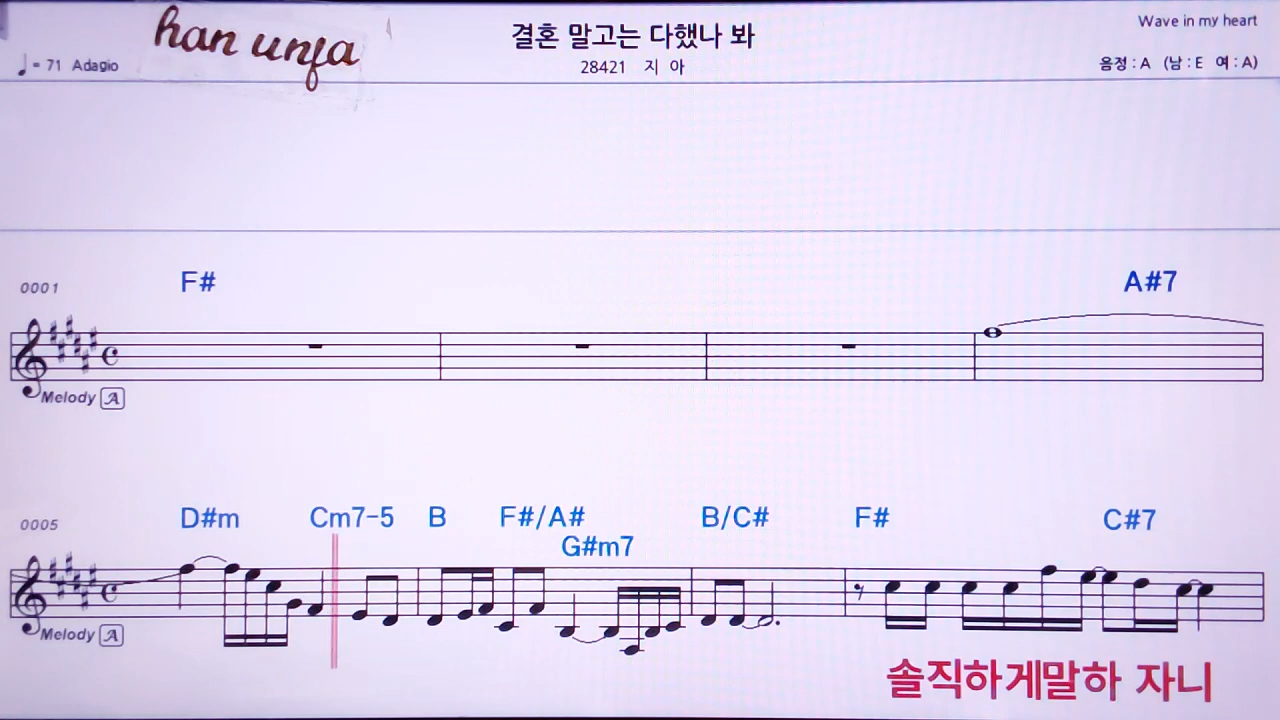 han unfa
결혼 말고는 다했나 봐
Wave in my heart
♩= 71 Adagio
28421 지 아
음정 : A (남 : E 여 : A)
0001
F# A#7
Melody A
0005
D#m Cm7-5 B F#/A# G#m7 B/C# F# C#7
Melody A
솔직하게말하 자니